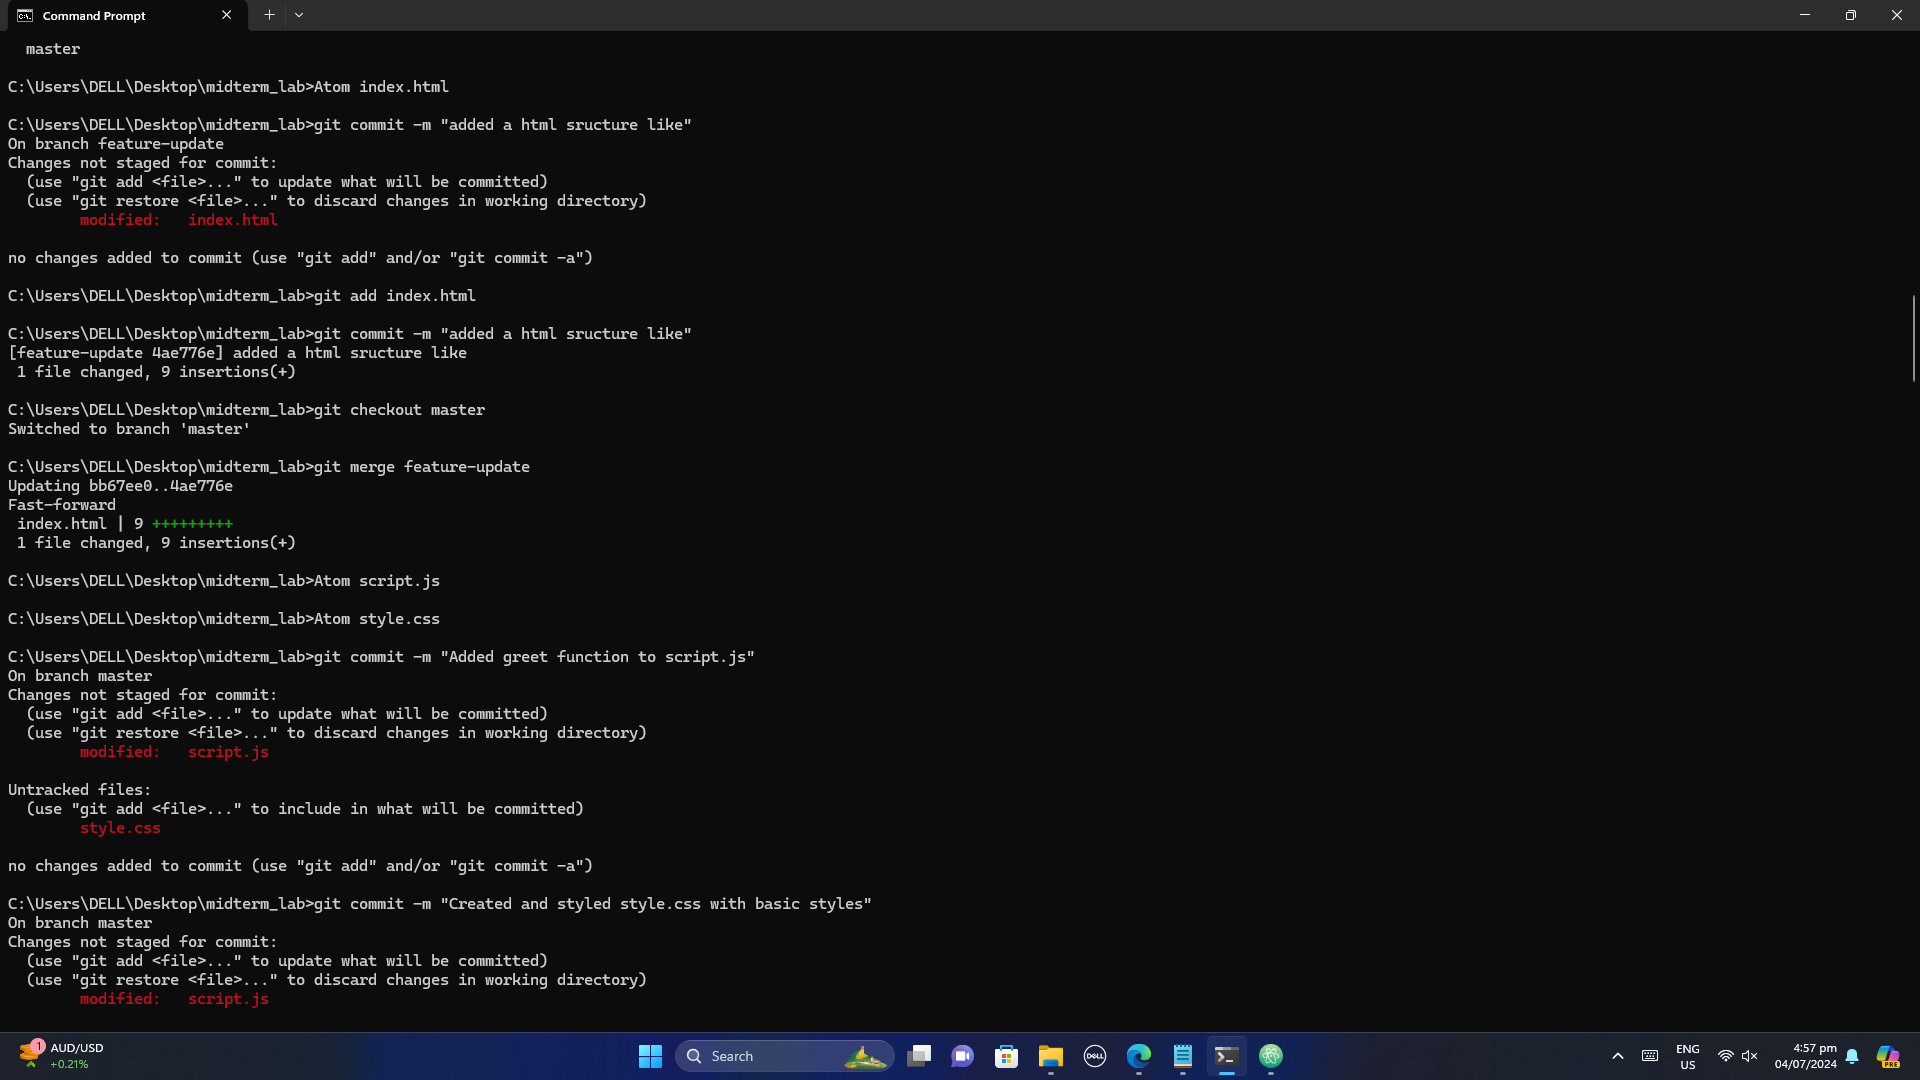 Command Prompt
master
C:\Users\DELL\Desktop\midterm_lab>Atom index.html
C:\Users\DELL\Desktop\midterm_lab>git commit -m "added a html sructure like"
On branch feature-update
Changes not staged for commit:
(use "git add <file>..." to update what will be committed)
(use "git restore <file>..." to discard changes in working directory)
modified:   index.html
no changes added to commit (use "git add" and/or "git commit -a")
C:\Users\DELL\Desktop\midterm_lab>git add index.html
C:\Users\DELL\Desktop\midterm_lab>git commit -m "added a html sructure like"
[feature-update 4ae776e] added a html sructure like
1 file changed, 9 insertions(+)
C:\Users\DELL\Desktop\midterm_lab>git checkout master
Switched to branch 'master'
C:\Users\DELL\Desktop\midterm_lab>git merge feature-update
Updating bb67ee0..4ae776e
Fast-forward
index.html | 9 +++++++++
1 file changed, 9 insertions(+)
C:\Users\DELL\Desktop\midterm_lab>Atom script.js
C:\Users\DELL\Desktop\midterm_lab>Atom style.css
C:\Users\DELL\Desktop\midterm_lab>git commit -m "Added greet function to script.js"
On branch master
Changes not staged for commit:
(use "git add <file>..." to update what will be committed)
(use "git restore <file>..." to discard changes in working directory)
modified:   script.js
Untracked files:
(use "git add <file>..." to include in what will be committed)
style.css
no changes added to commit (use "git add" and/or "git commit -a")
C:\Users\DELL\Desktop\midterm_lab>git commit -m "Created and styled style.css with basic styles"
On branch master
Changes not staged for commit:
(use "git add <file>..." to update what will be committed)
(use "git restore <file>..." to discard changes in working directory)
modified:   script.js
1
AUD/USD
+0.21%
Search
DELL
ENG
US
4:57 pm
04/07/2024
PRE